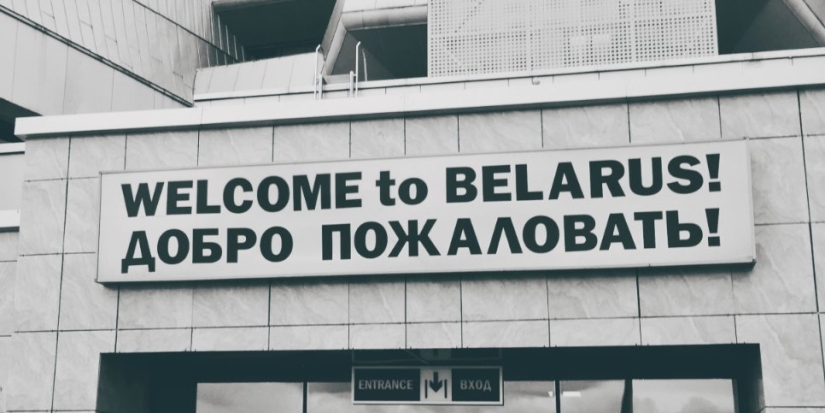 WELCOME to BELARUS!
ДОБРО ПОЖАЛОВАТЬ!
ENTRANCE ВХОД